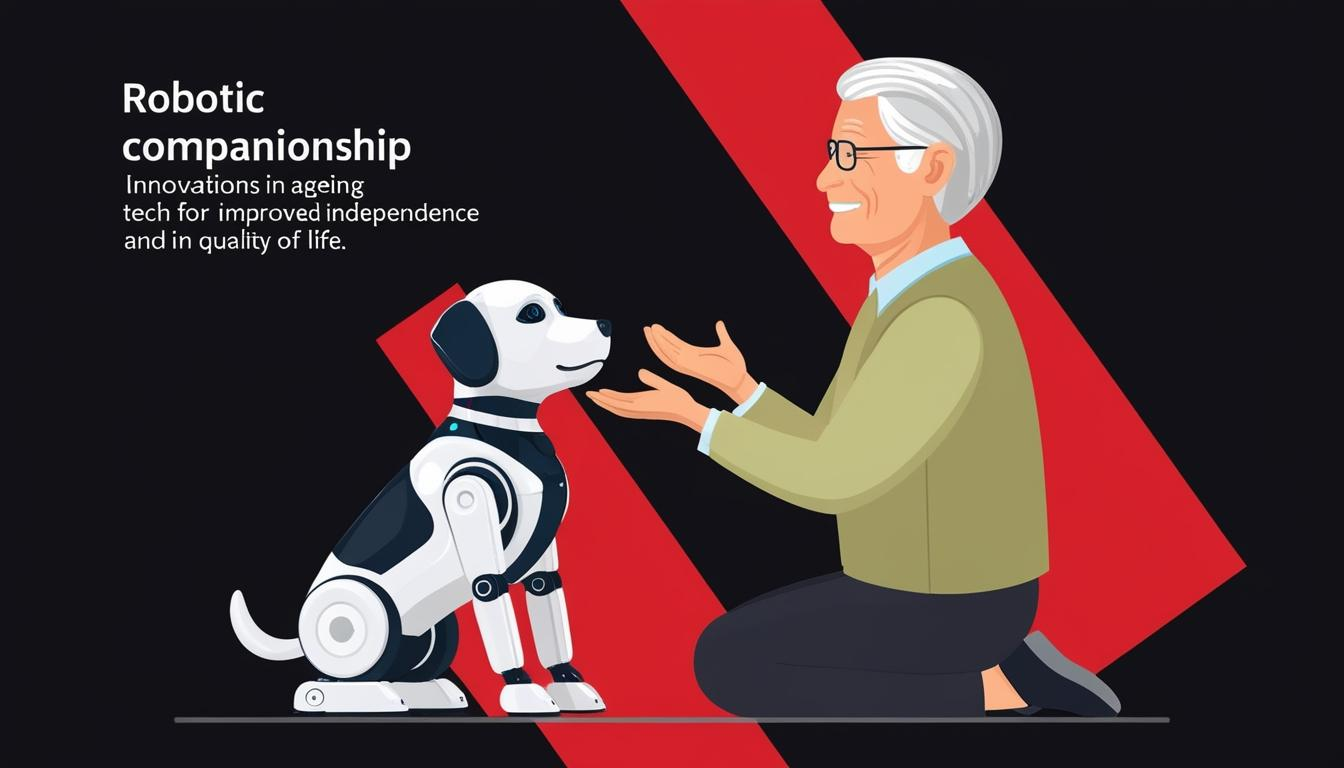 Robotic
companionship
Innovations in ageing
tech for improved independence
and in quality of life.